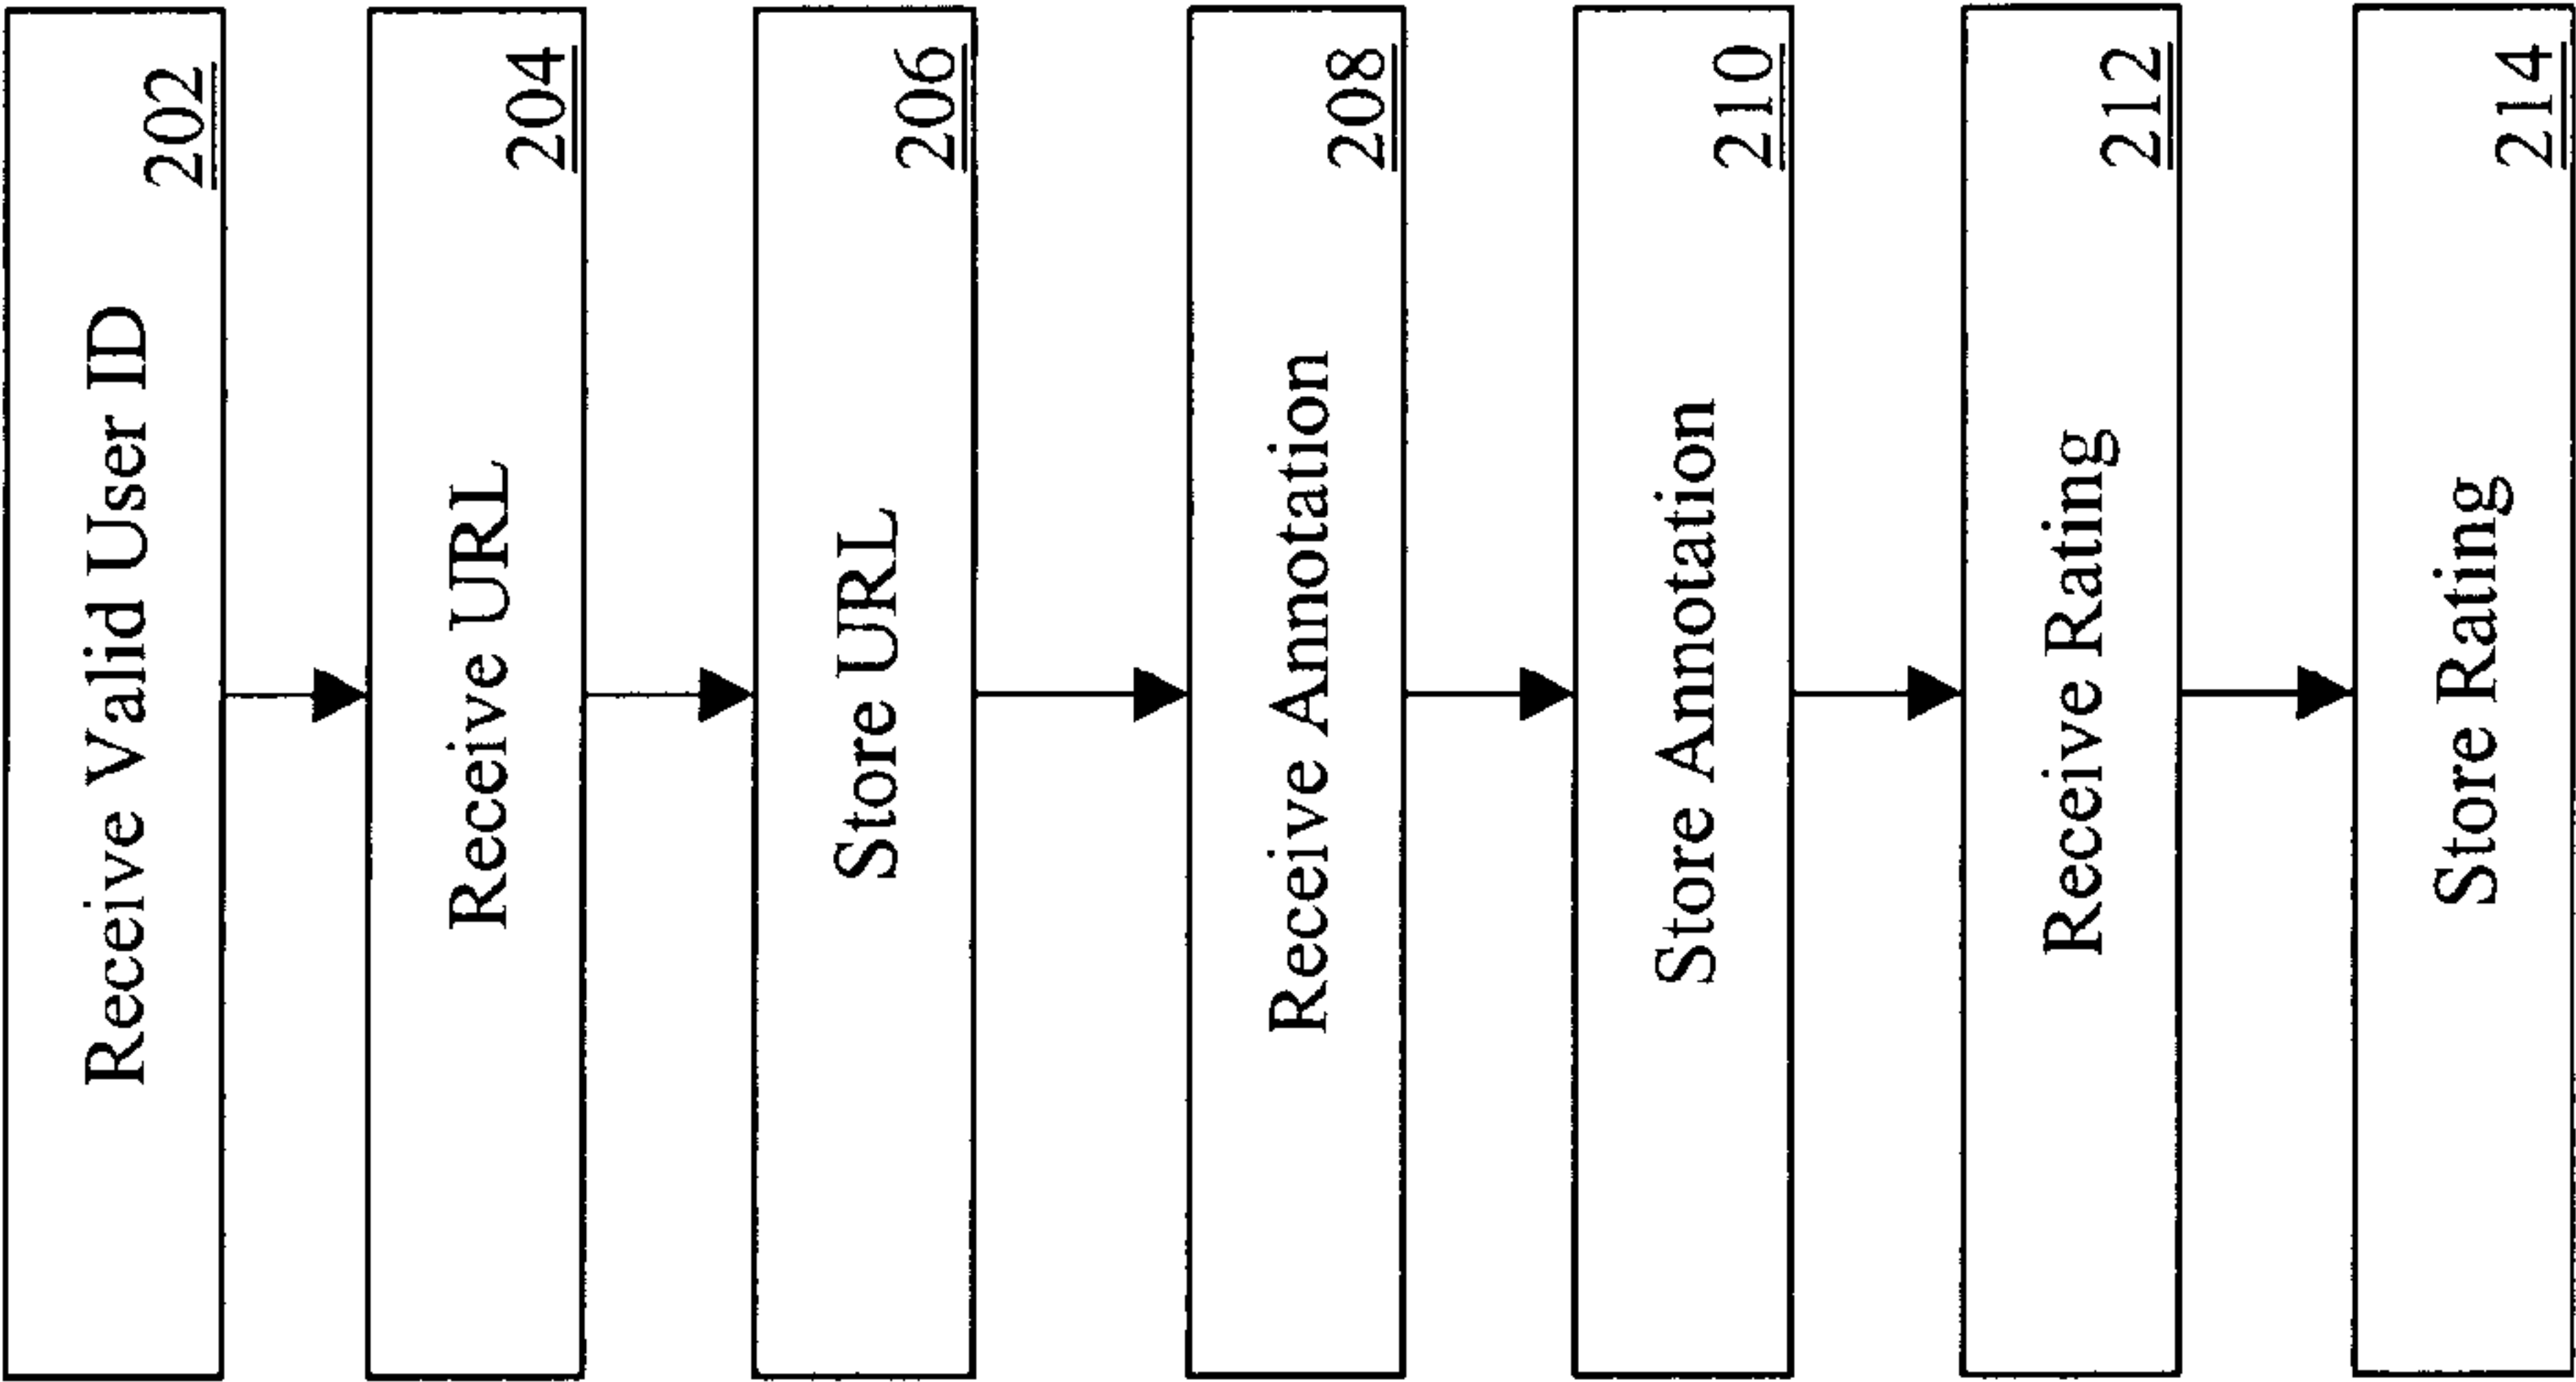 Receive Valid User ID
202
Receive URL
204
Store URL
206
Receive Annotation
208
Store Annotation
210
Receive Rating
212
Store Rating
214